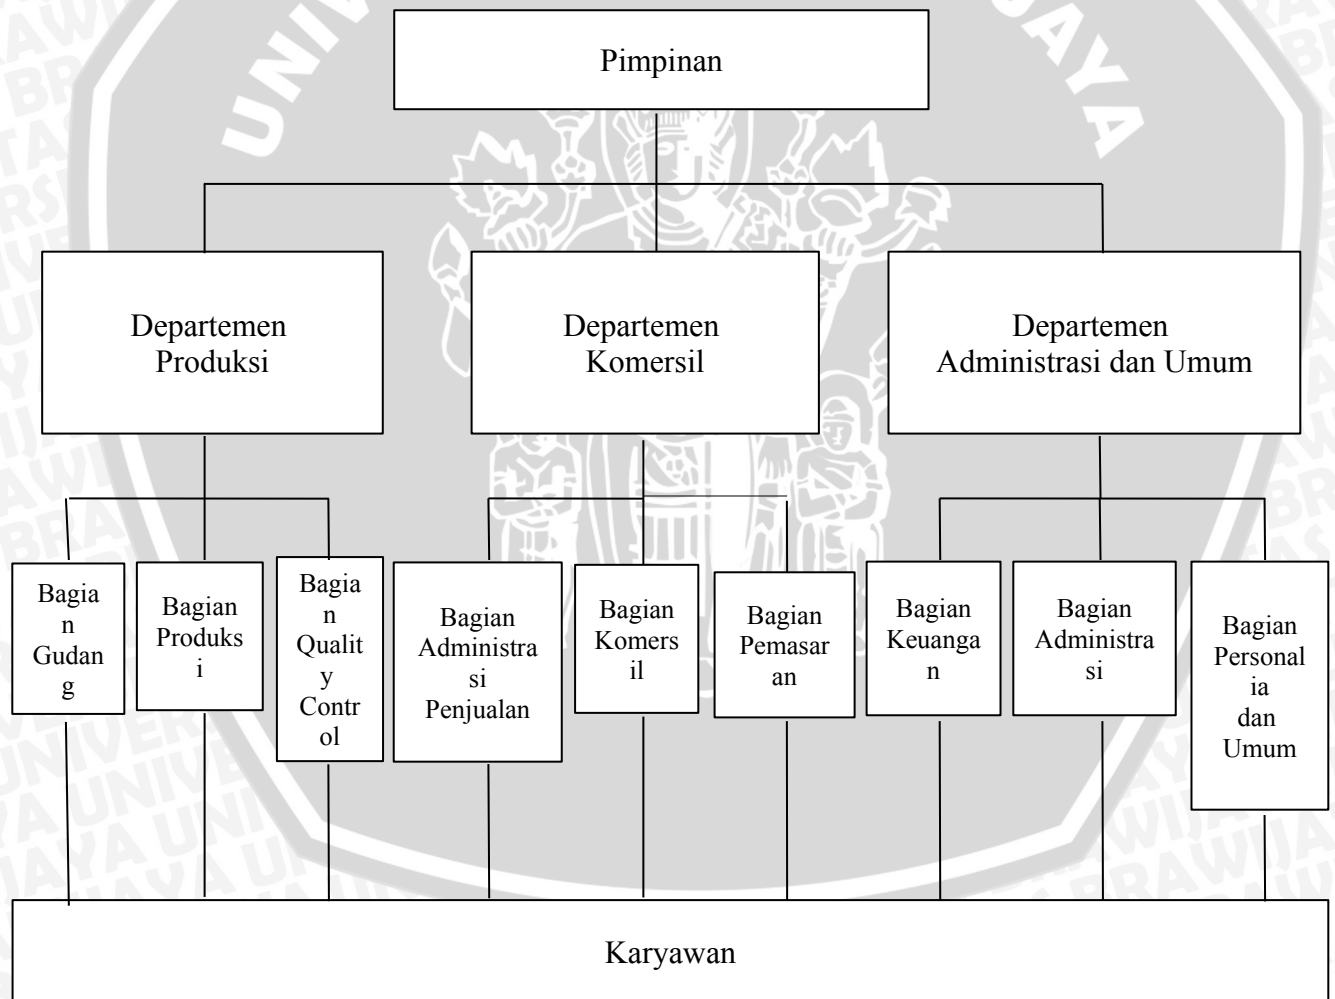 Pimpinan
Departemen
Produksi
Departemen
Komersil
Departemen
Administrasi dan Umum
Bagia
n
Gudan
g
Bagian
Produks
i
Bagia
n
Qualit
y
Contr
ol
Bagian
Administra
si
Penjualan
Bagian
Komers
il
Bagian
Pemasar
an
Bagian
Keuanga
n
Bagian
Administra
si
Bagian
Personal
ia
dan
Umum
Karyawan